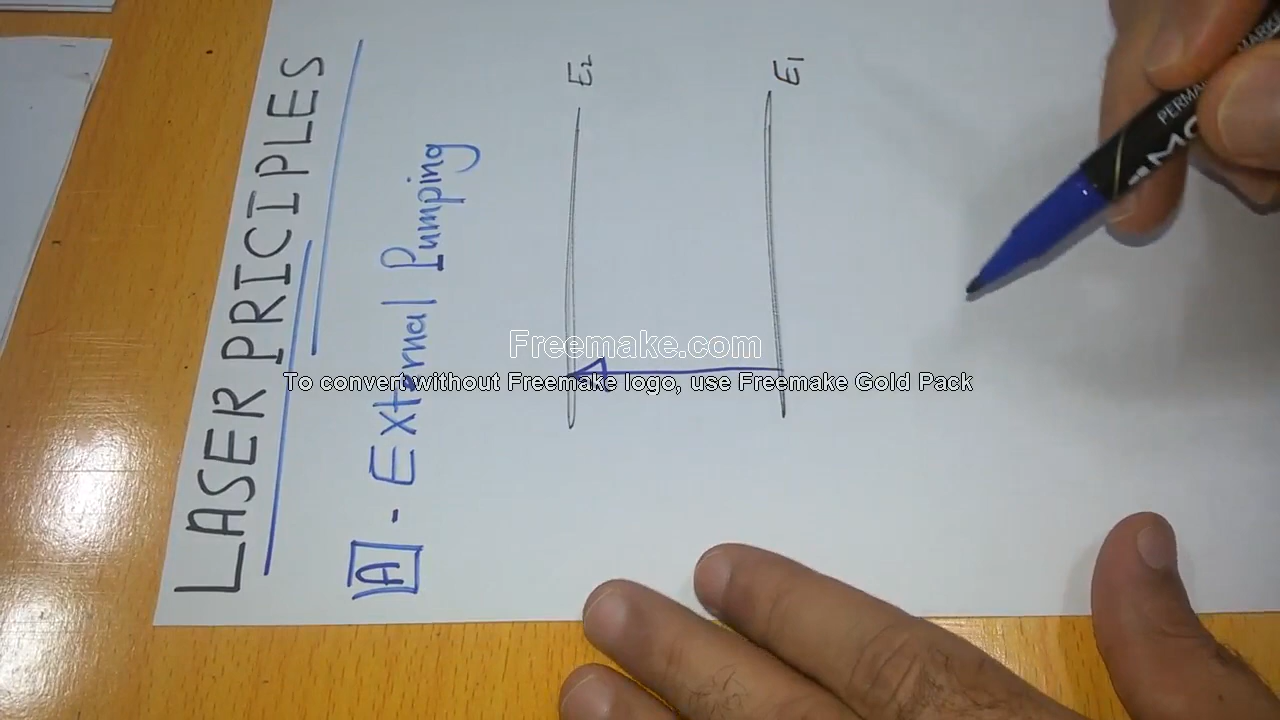 LASER PRICIPLES
A - External Pumping
E2
E1
Freemake.com
To convert without Freemake logo, use Freemake Gold Pack